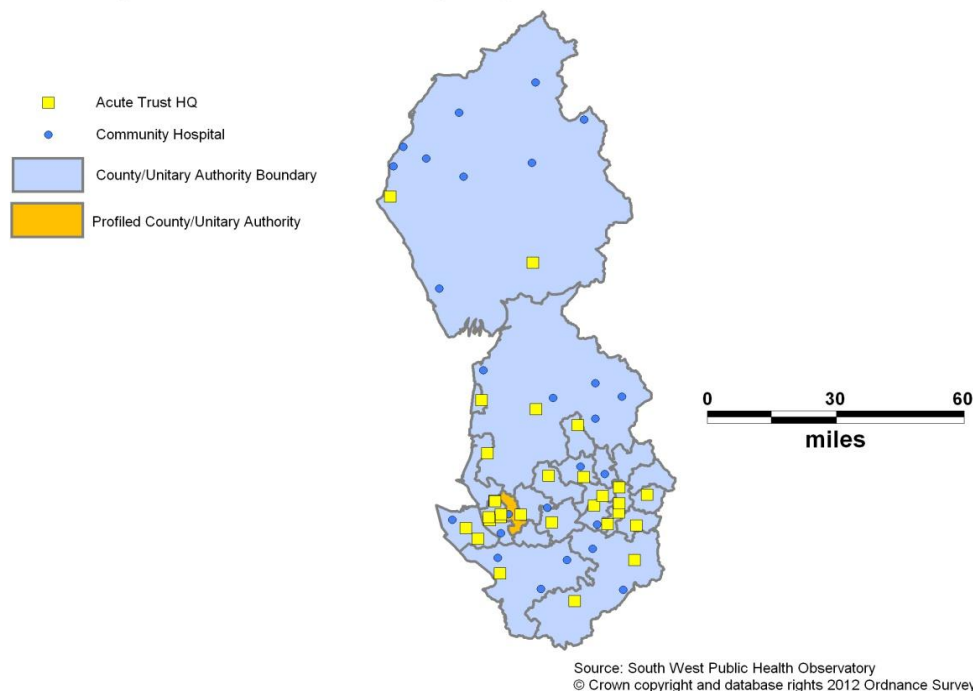 Acute Trust HQ
Community Hospital
County/Unitary Authority Boundary
Profiled County/Unitary Authority
0 30 60
miles
Source: South West Public Health Observatory
© Crown copyright and database rights 2012 Ordnance Survey